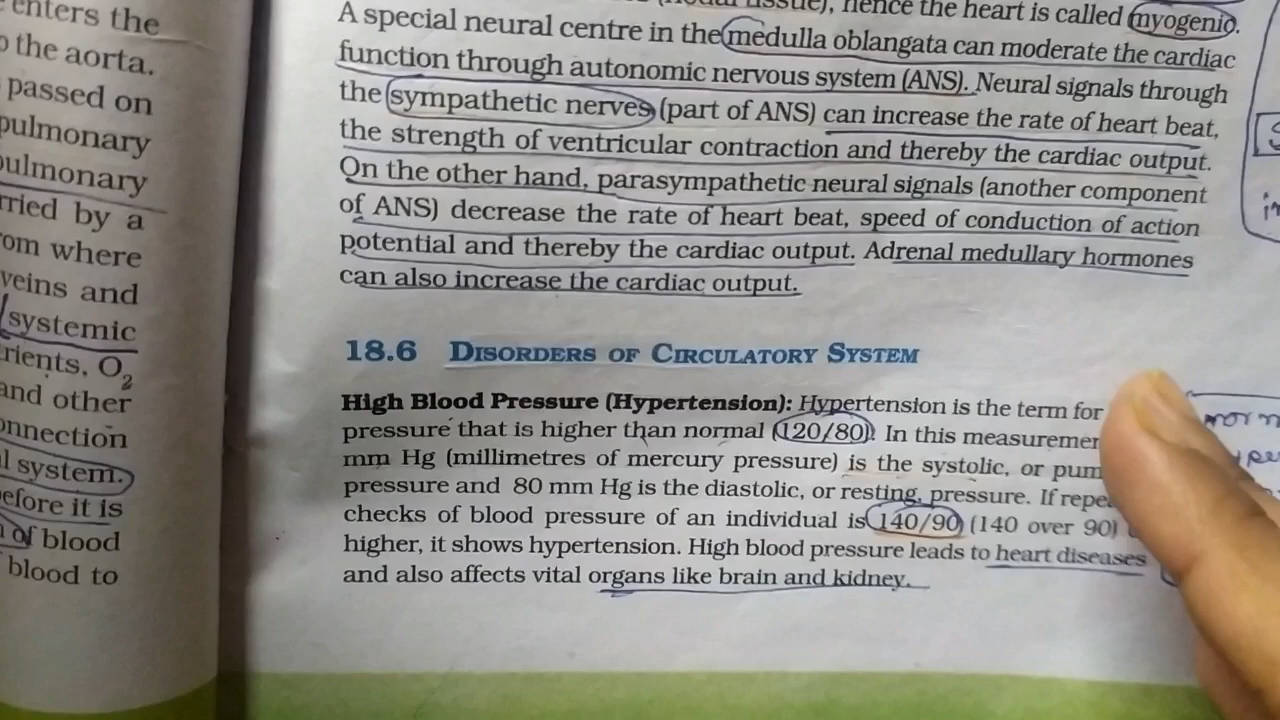 enters the
the aorta.
passed on
pulmonary
pulmonary
rried by a
om where
veins and
systemic
rients, O2
and other
nnection
l system.
efore it is
of blood
blood to
hence the heart is called myogenic.
A special neural centre in the medulla oblangata can moderate the cardiac
function through autonomic nervous system (ANS). Neural signals through
the sympathetic nerves (part of ANS) can increase the rate of heart beat,
the strength of ventricular contraction and thereby the cardiac output.
On the other hand, parasympathetic neural signals (another component
of ANS) decrease the rate of heart beat, speed of conduction of action
potential and thereby the cardiac output. Adrenal medullary hormones
can also increase the cardiac output.
18.6 DISORDERS OF CIRCULATORY SYSTEM
High Blood Pressure (Hypertension): Hypertension is the term for
pressure that is higher than normal (120/80). In this measuremen
mm Hg (millimetres of mercury pressure) is the systolic, or pum
pressure and 80 mm Hg is the diastolic, or resting, pressure. If repe
checks of blood pressure of an individual is 140/90 (140 over 90)
higher, it shows hypertension. High blood pressure leads to heart diseases
and also affects vital organs like brain and kidney.